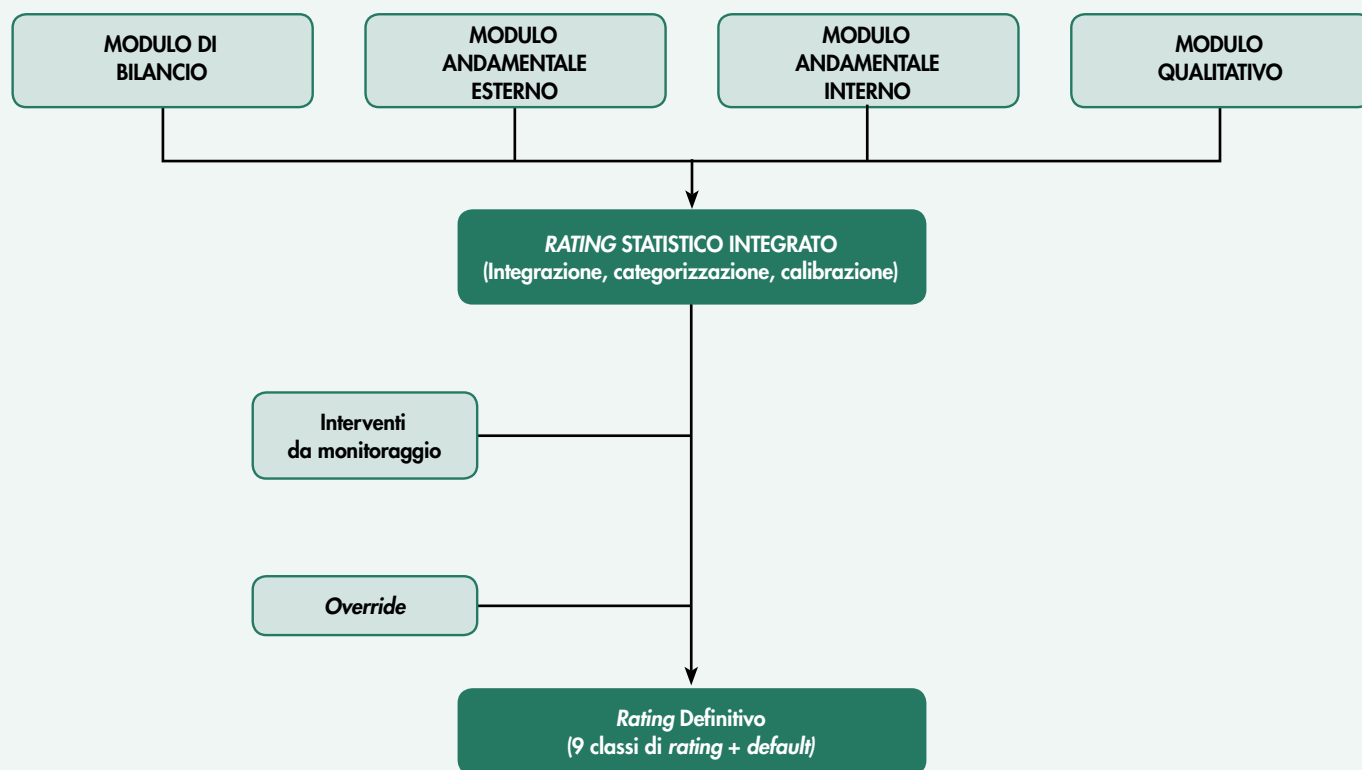 MODULO DI
BILANCIO
MODULO
ANDAMENTALE
ESTERNO
MODULO
ANDAMENTALE
INTERNO
MODULO
QUALITATIVO
RATING STATISTICO INTEGRATO
(Integrazione, categorizzazione, calibrazione)
Interventi
da monitoraggio
Override
Rating Definitivo
(9 classi di rating + default)